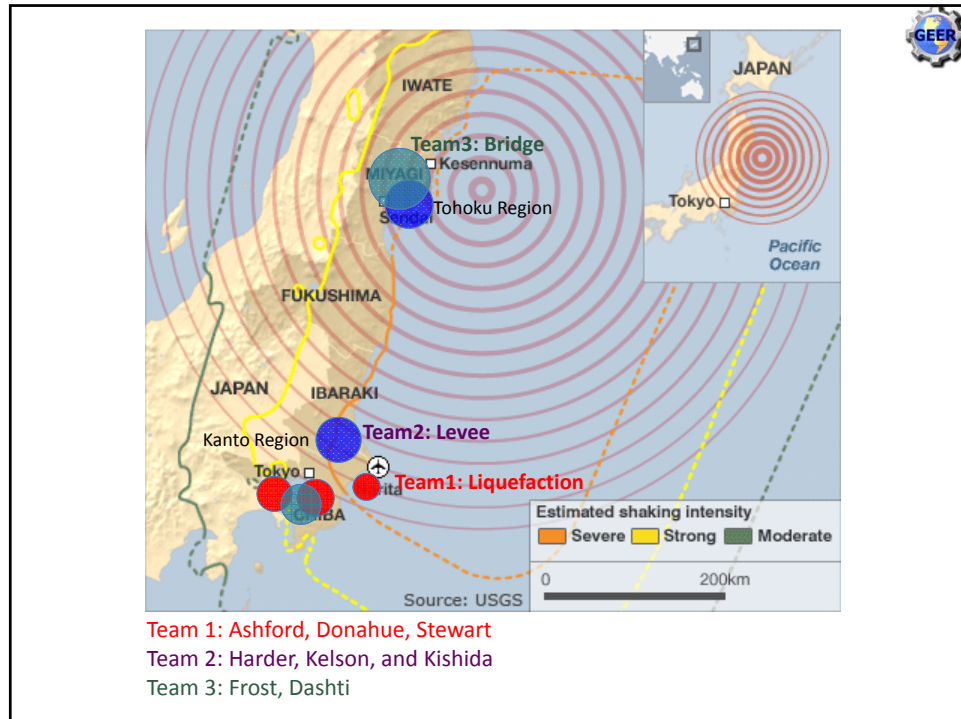 GEER
JAPAN
Tokyo
Pacific
Ocean
IWATE
Team3: Bridge
Kesennuma
MIYAGI
Tohoku Region
Sendai
FUKUSHIMA
JAPAN
IBARAKI
Kanto Region
Team2: Levee
Tokyo
Team1: Liquefaction
CHIBA
Estimated shaking intensity
Severe Strong Moderate
0 200km
Source: USGS
Team 1: Ashford, Donahue, Stewart
Team 2: Harder, Kelson, and Kishida
Team 3: Frost, Dashti